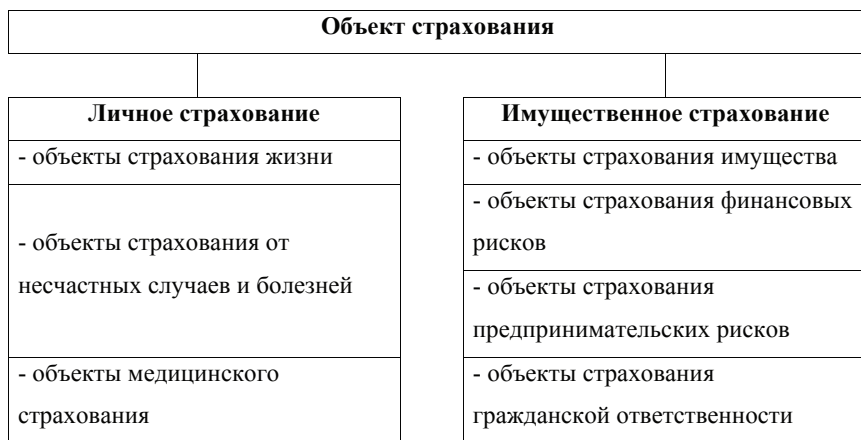 Объект страхования
Личное страхование
- объекты страхования жизни
- объекты страхования от
несчастных случаев и болезней
- объекты медицинского
страхования
Имущественное страхование
- объекты страхования имущества
- объекты страхования финансовых
рисков
- объекты страхования
предпринимательских рисков
- объекты страхования
гражданской ответственности